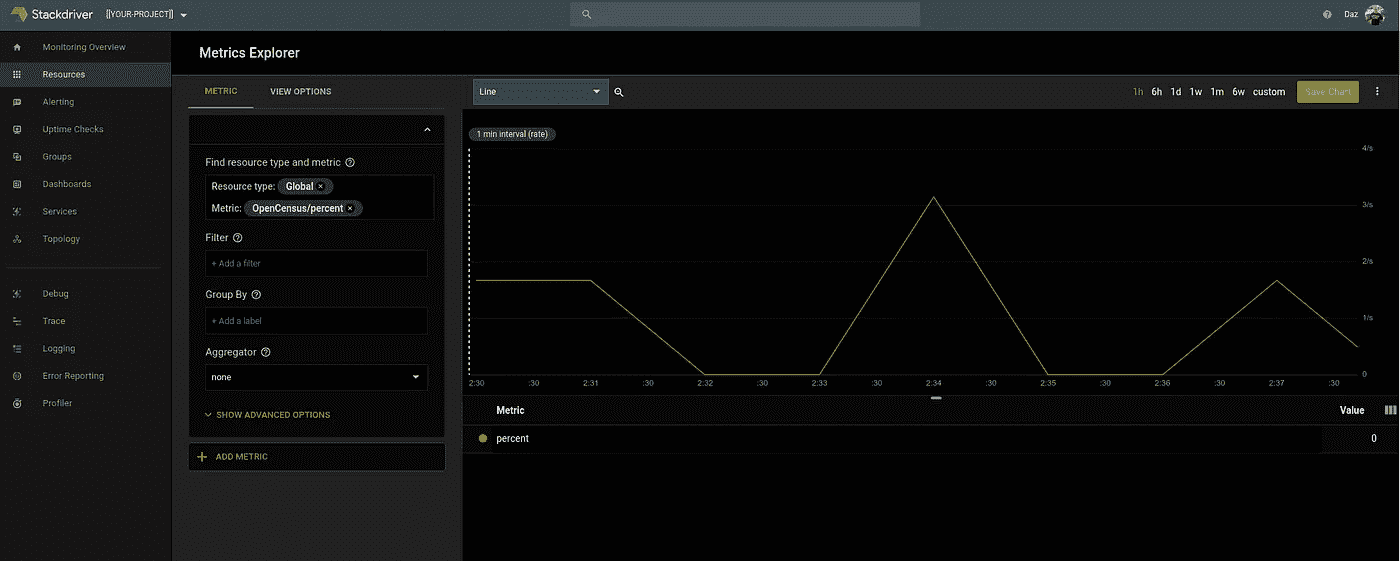 Stackdriver
[[YOUR-PROJECT]]
Daz
Monitoring Overview
Resources
Alerting
Uptime Checks
Groups
Dashboards
Services
Topology
Debug
Trace
Logging
Error Reporting
Profiler
Metrics Explorer
METRIC VIEW OPTIONS
Find resource type and metric
Resource type: Global ×
Metric: OpenCensus/percent ×
Filter
+ Add a filter
Group By
+ Add a label
Aggregator
none
SHOW ADVANCED OPTIONS
ADD METRIC
Line
1h 6h 1d 1w 1m 6w custom Save Chart
1 min interval (rate)
4/s
3/s
2/s
1/s
0
2:30 :30 2:31 :30 2:32 :30 2:33 :30 2:34 :30 2:35 :30 2:36 :30 2:37 :30
Metric Value
percent 0